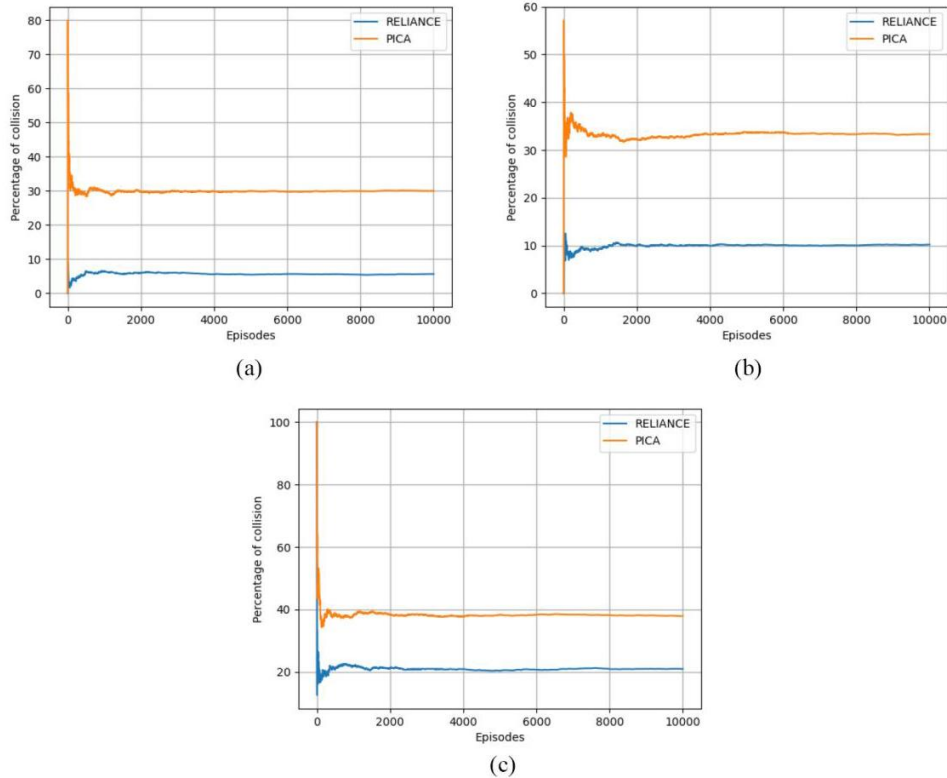 80
70
60
50
40
30
20
10
0
Percentage of collision
RELIANCE
PICA
0 2000 4000 6000 8000 10000
Episodes
(a)
60
50
40
30
20
10
0
Percentage of collision
RELIANCE
PICA
0 2000 4000 6000 8000 10000
Episodes
(b)
100
80
60
40
20
Percentage of collision
RELIANCE
PICA
0 2000 4000 6000 8000 10000
Episodes
(c)